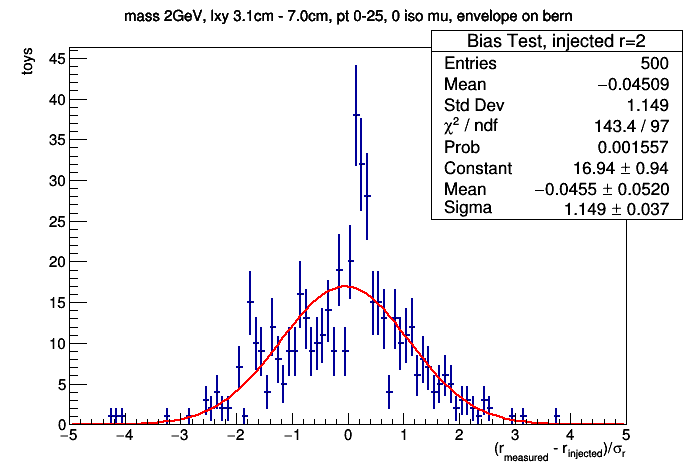 mass 2GeV, lxy 3.1cm - 7.0cm, pt 0-25, 0 iso mu, envelope on bern
Bias Test, injected r=2
Entries 500
Mean −0.04509
Std Dev 1.149
χ² / ndf 143.4 / 97
Prob 0.001557
Constant 16.94 ± 0.94
Mean −0.0455 ± 0.0520
Sigma 1.149 ± 0.037
toys
45
40
35
30
25
20
15
10
5
0
−5 −4 −3 −2 −1 0 1 2 3 4 5
(r_measured - r_injected)/σ_r